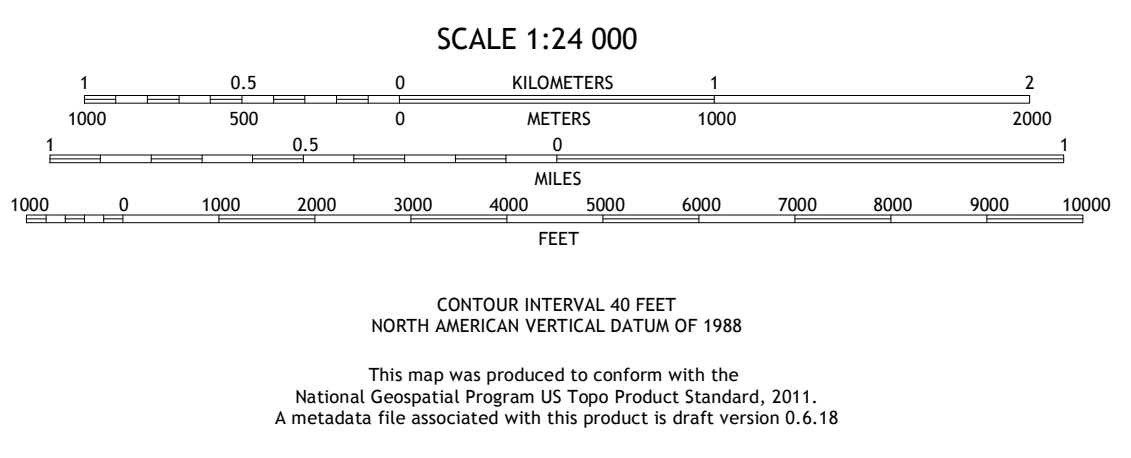 SCALE 1:24 000
1 0.5 0 KILOMETERS 1 2
1000 500 0 METERS 1000 2000
1 0.5 0 1
MILES
1000 0 1000 2000 3000 4000 5000 6000 7000 8000 9000 10000
FEET
CONTOUR INTERVAL 40 FEET
NORTH AMERICAN VERTICAL DATUM OF 1988
This map was produced to conform with the
National Geospatial Program US Topo Product Standard, 2011.
A metadata file associated with this product is draft version 0.6.18